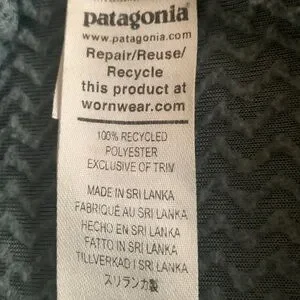 patagonia®
www.patagonia.com
Repair/Reuse/
Recycle
this product at
wornwear.com
100% RECYCLED
POLYESTER
EXCLUSIVE OF TRIM
MADE IN SRI LANKA
FABRIQUÉ AU SRI LANKA
HECHO EN SRI LANKA
FATTO IN SRI LANKA
TILLVERKAD I SRI LANKA
スリランカ製